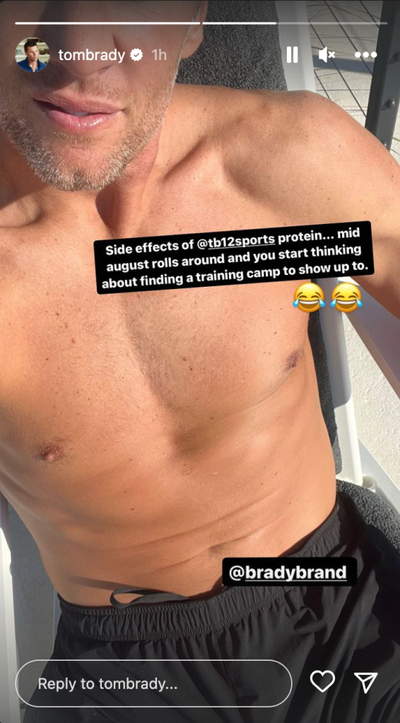 tombrady 1h
Side effects of @tb12sports protein... mid
august rolls around and you start thinking
about finding a training camp to show up to.
@bradybrand
Reply to tombrady...